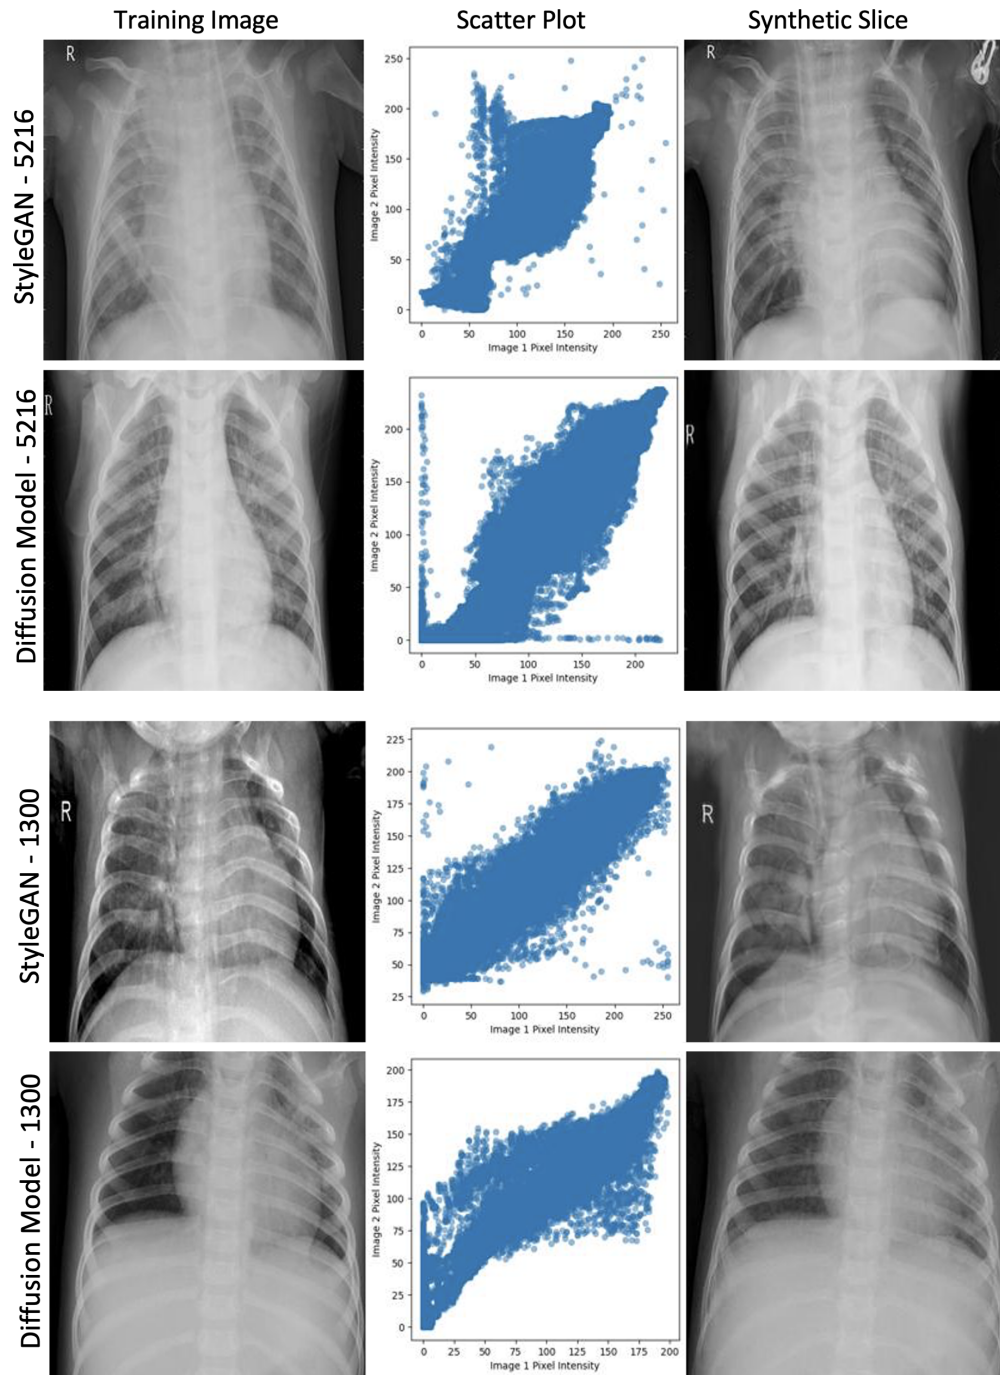 Training Image
Scatter Plot
Synthetic Slice
StyleGAN - 5216
R
250
200
150
100
50
0
Image 2 Pixel Intensity
0 50 100 150 200 250
Image 1 Pixel Intensity
R
Diffusion Model - 5216
R
200
150
100
50
0
Image 2 Pixel Intensity
0 50 100 150 200
Image 1 Pixel Intensity
R
StyleGAN - 1300
R
225
200
175
150
125
100
75
50
25
Image 2 Pixel Intensity
0 50 100 150 200 250
Image 1 Pixel Intensity
R
Diffusion Model - 1300
200
175
150
125
100
75
50
25
0
Image 2 Pixel Intensity
0 25 50 75 100 125 150 175 200
Image 1 Pixel Intensity